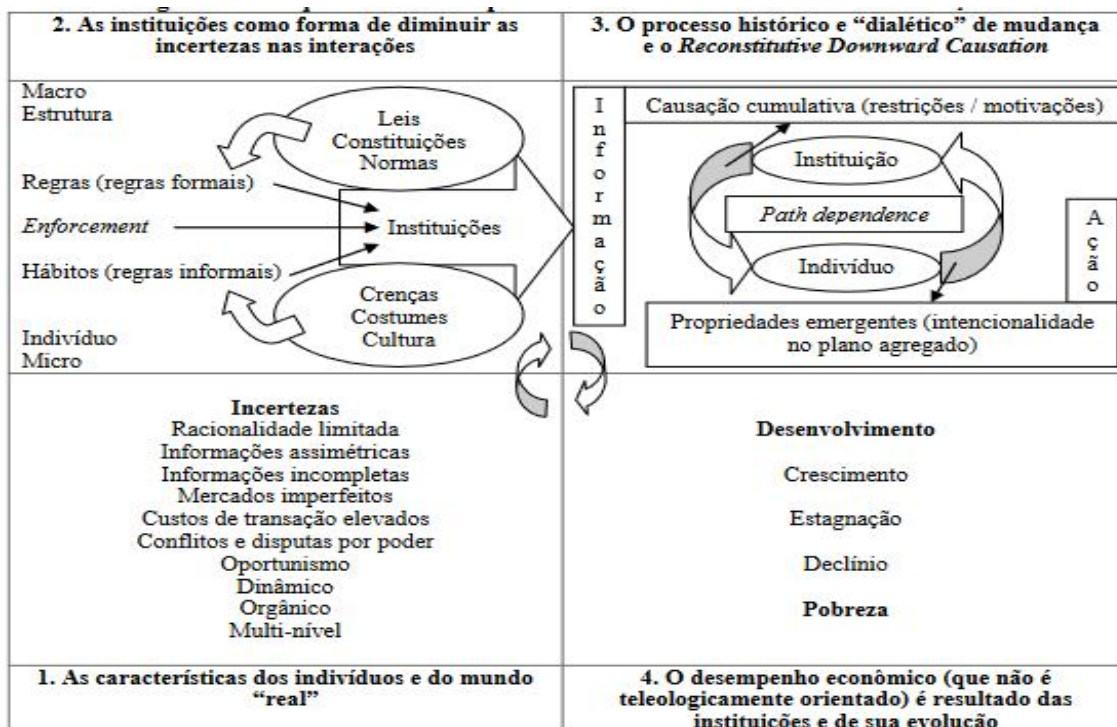 2. As instituições como forma de diminuir as
incertezas nas interações
3. O processo histórico e “dialético” de mudança
e o Reconstitutive Downward Causation
Macro
Estrutura
Leis
Constituições
Normas
Regras (regras formais)
Enforcement
Instituições
Hábitos (regras informais)
Crenças
Costumes
Cultura
Indivíduo
Micro
Informação
Causação cumulativa (restrições / motivações)
Instituição
Path dependence
Indivíduo
Ação
Propriedades emergentes (intencionalidade
no plano agregado)
Incertezas
Racionalidade limitada
Informações assimétricas
Informações incompletas
Mercados imperfeitos
Custos de transação elevados
Conflitos e disputas por poder
Oportunismo
Dinâmico
Orgânico
Multi-nível
Desenvolvimento
Crescimento
Estagnação
Declínio
Pobreza
1. As características dos indivíduos e do mundo
“real”
4. O desempenho econômico (que não é
teleologicamente orientado) é resultado das
instituições e de sua evolução